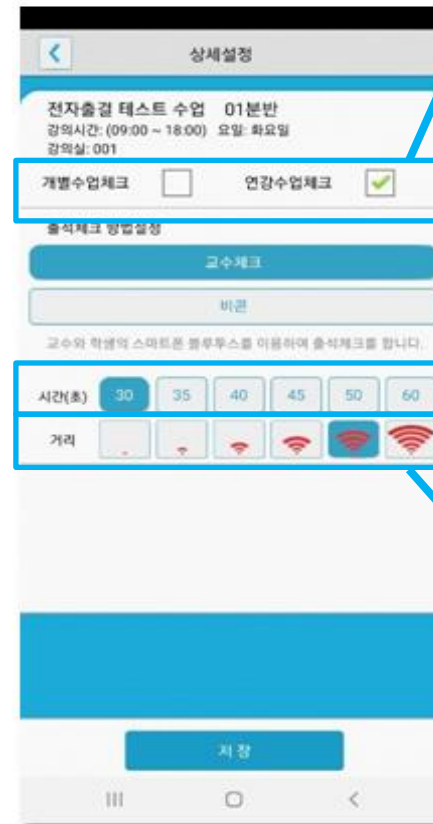 상세설정
전자출결 테스트 수업 01분반
강의시간: (09:00 ~ 18:00) 요일: 화요일
강의실: 001
개별수업체크 연강수업체크
출석체크 방법설정
교수체크
비콘
교수와 학생의 스마트폰 블루투스를 이용하여 출석체크를 합니다.
시간(초) 30 35 40 45 50 60
거리
저장